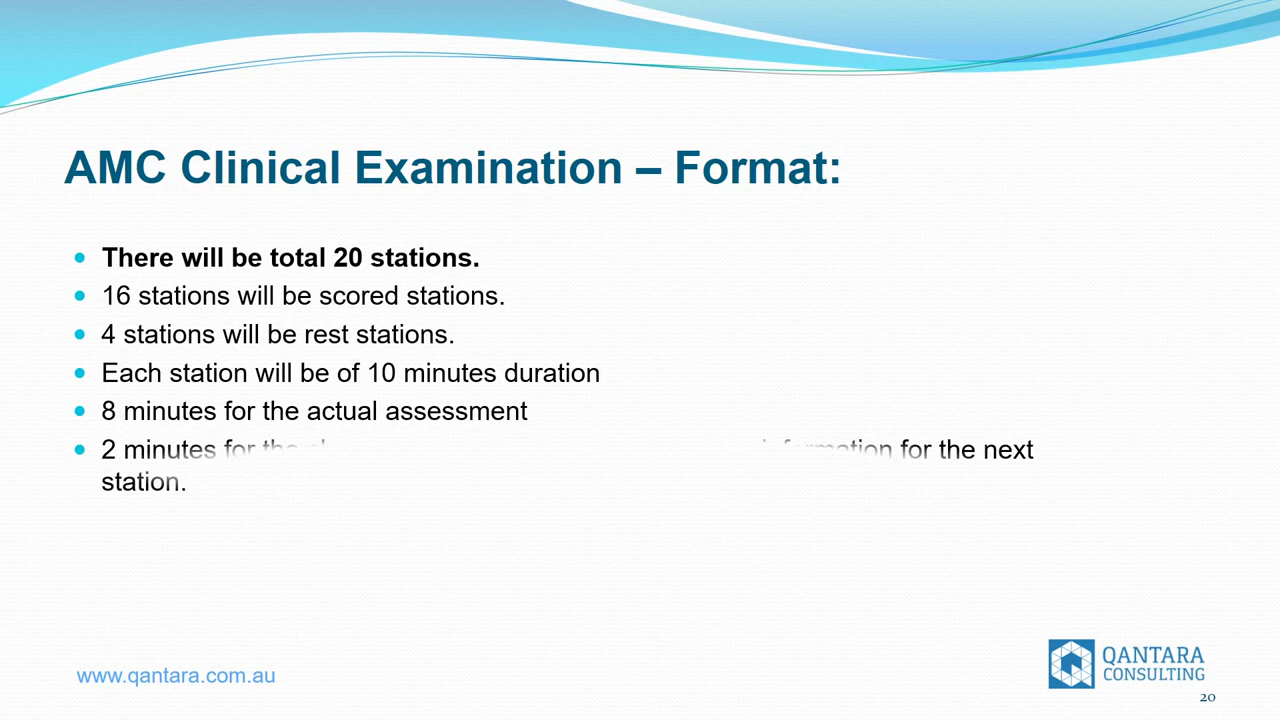 AMC Clinical Examination – Format:
There will be total 20 stations.
16 stations will be scored stations.
4 stations will be rest stations.
Each station will be of 10 minutes duration
8 minutes for the actual assessment
2 minutes for the information for the next
station.
www.qantara.com.au
QANTARA
CONSULTING
20